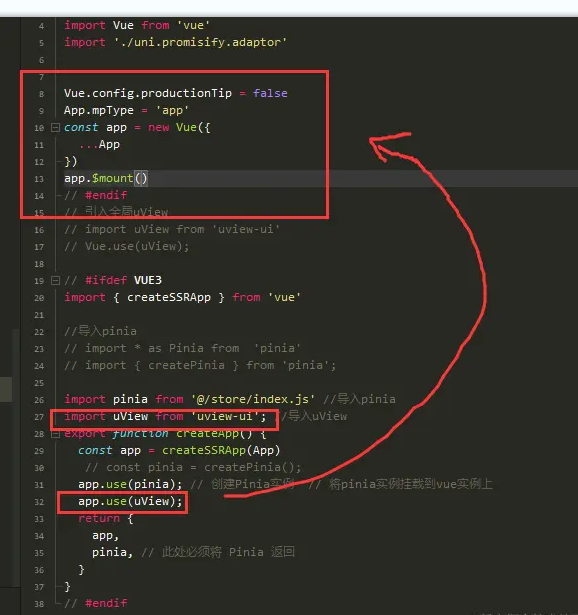 4 import Vue from 'vue'
5 import './uni.promisify.adaptor'
6
7
8 Vue.config.productionTip = false
9 App.mpType = 'app'
10 const app = new Vue({
11 ...App
12 })
13 app.$mount()
14 // #endif
15 // 引入全局uView
16 // import uView from 'uview-ui'
17 // Vue.use(uView);
18
19 // #ifdef VUE3
20 import { createSSRApp } from 'vue'
21
22 //导入pinia
23 // import * as Pinia from 'pinia'
24 // import { createPinia } from 'pinia';
25
26 import pinia from '@/store/index.js' //导入pinia
27 import uView from 'uview-ui'; //导入uView
28 export function createApp() {
29 const app = createSSRApp(App)
30 // const pinia = createPinia();
31 app.use(pinia); // 创建Pinia实例 // 将pinia实例挂载到vue实例上
32 app.use(uView);
33 return {
34 app,
35 pinia, // 此处必须将 Pinia 返回
36 }
37 }
38 // #endif